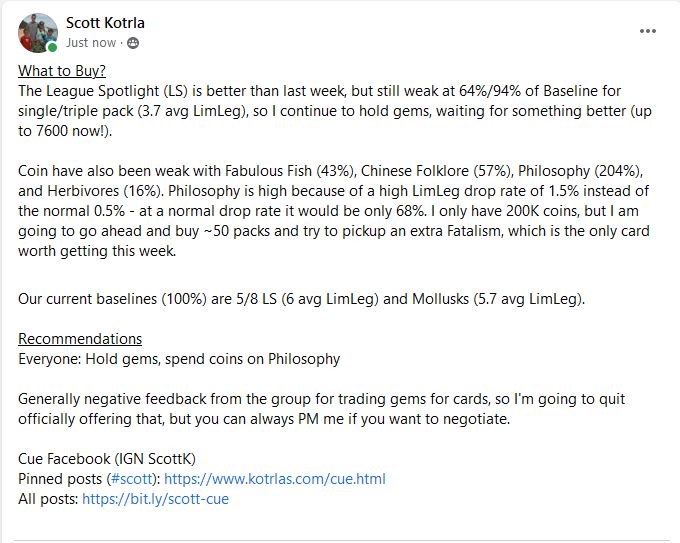 Scott Kotrla
Just now ·
What to Buy?
The League Spotlight (LS) is better than last week, but still weak at 64%/94% of Baseline for
single/triple pack (3.7 avg LimLeg), so I continue to hold gems, waiting for something better (up
to 7600 now!).
Coin have also been weak with Fabulous Fish (43%), Chinese Folklore (57%), Philosophy (204%),
and Herbivores (16%). Philosophy is high because of a high LimLeg drop rate of 1.5% instead of
the normal 0.5% - at a normal drop rate it would be only 68%. I only have 200K coins, but I am
going to go ahead and buy ~50 packs and try to pickup an extra Fatalism, which is the only card
worth getting this week.
Our current baselines (100%) are 5/8 LS (6 avg LimLeg) and Mollusks (5.7 avg LimLeg).
Recommendations
Everyone: Hold gems, spend coins on Philosophy
Generally negative feedback from the group for trading gems for cards, so I'm going to quit
officially offering that, but you can always PM me if you want to negotiate.
Cue Facebook (IGN ScottK)
Pinned posts (#scott): https://www.kotrlas.com/cue.html
All posts: https://bit.ly/scott-cue